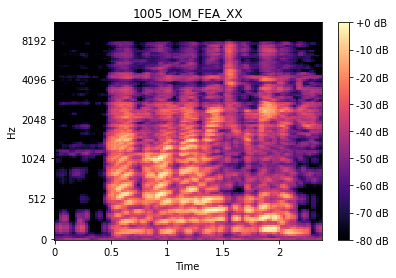 1005_IOM_FEA_XX
+0 dB
8192
-10 dB
4096
-20 dB
-30 dB
Hz
2048
-40 dB
1024
-50 dB
-60 dB
512
-70 dB
0
-80 dB
0 0.5 1 1.5 2
Time